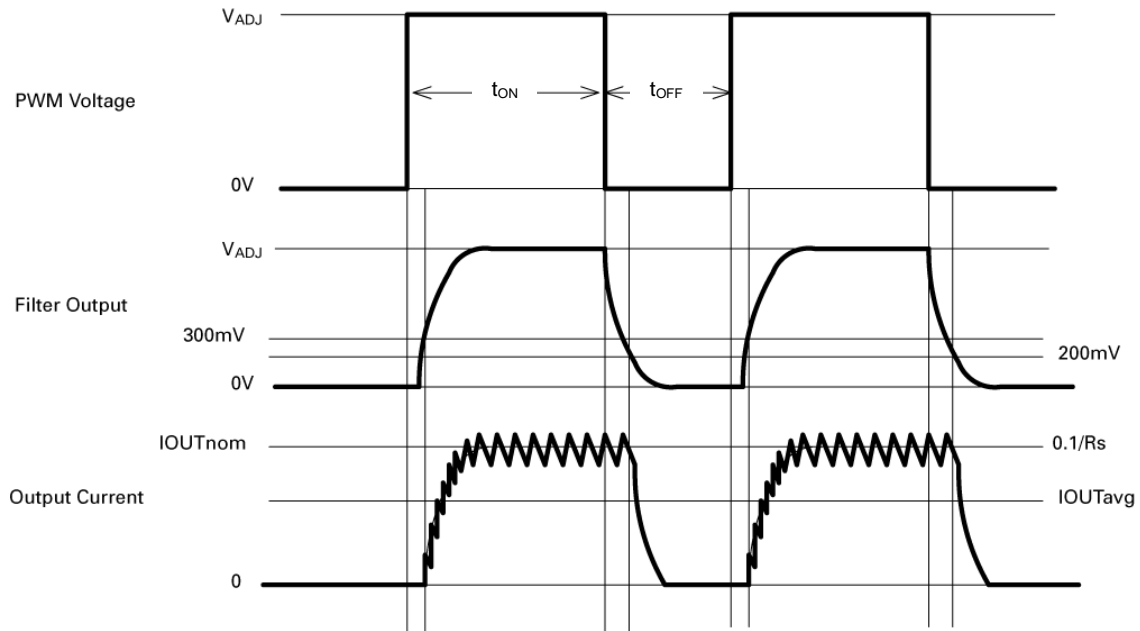 VADJ
PWM Voltage
tON
tOFF
0V
VADJ
Filter Output
300mV
200mV
0V
IOUTnom
0.1/Rs
Output Current
IOUTavg
0